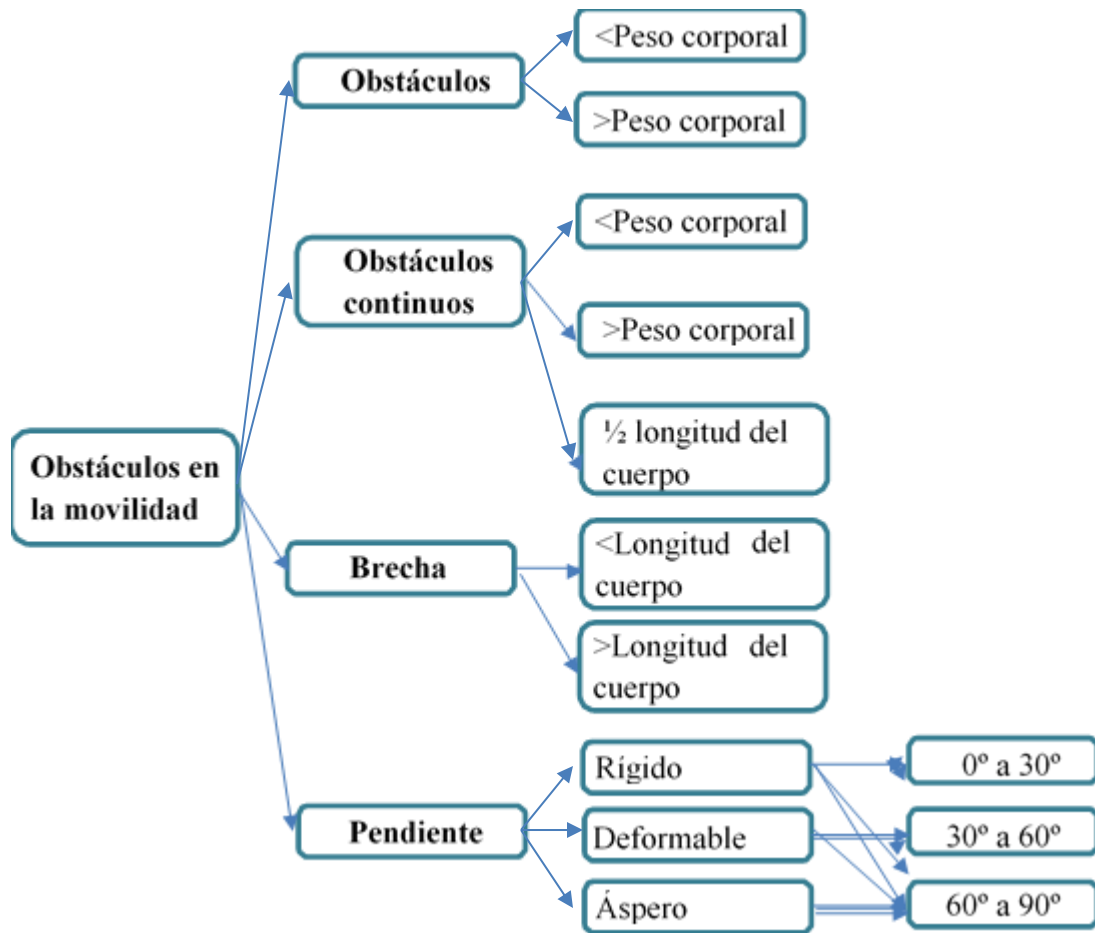 <Peso corporal
Obstáculos
>Peso corporal
<Peso corporal
Obstáculos
continuos
>Peso corporal
½ longitud del
cuerpo
Obstáculos en
la movilidad
<Longitud del
cuerpo
Brecha
>Longitud del
cuerpo
Rígido
0º a 30º
Pendiente
Deformable
30º a 60º
Áspero
60º a 90º